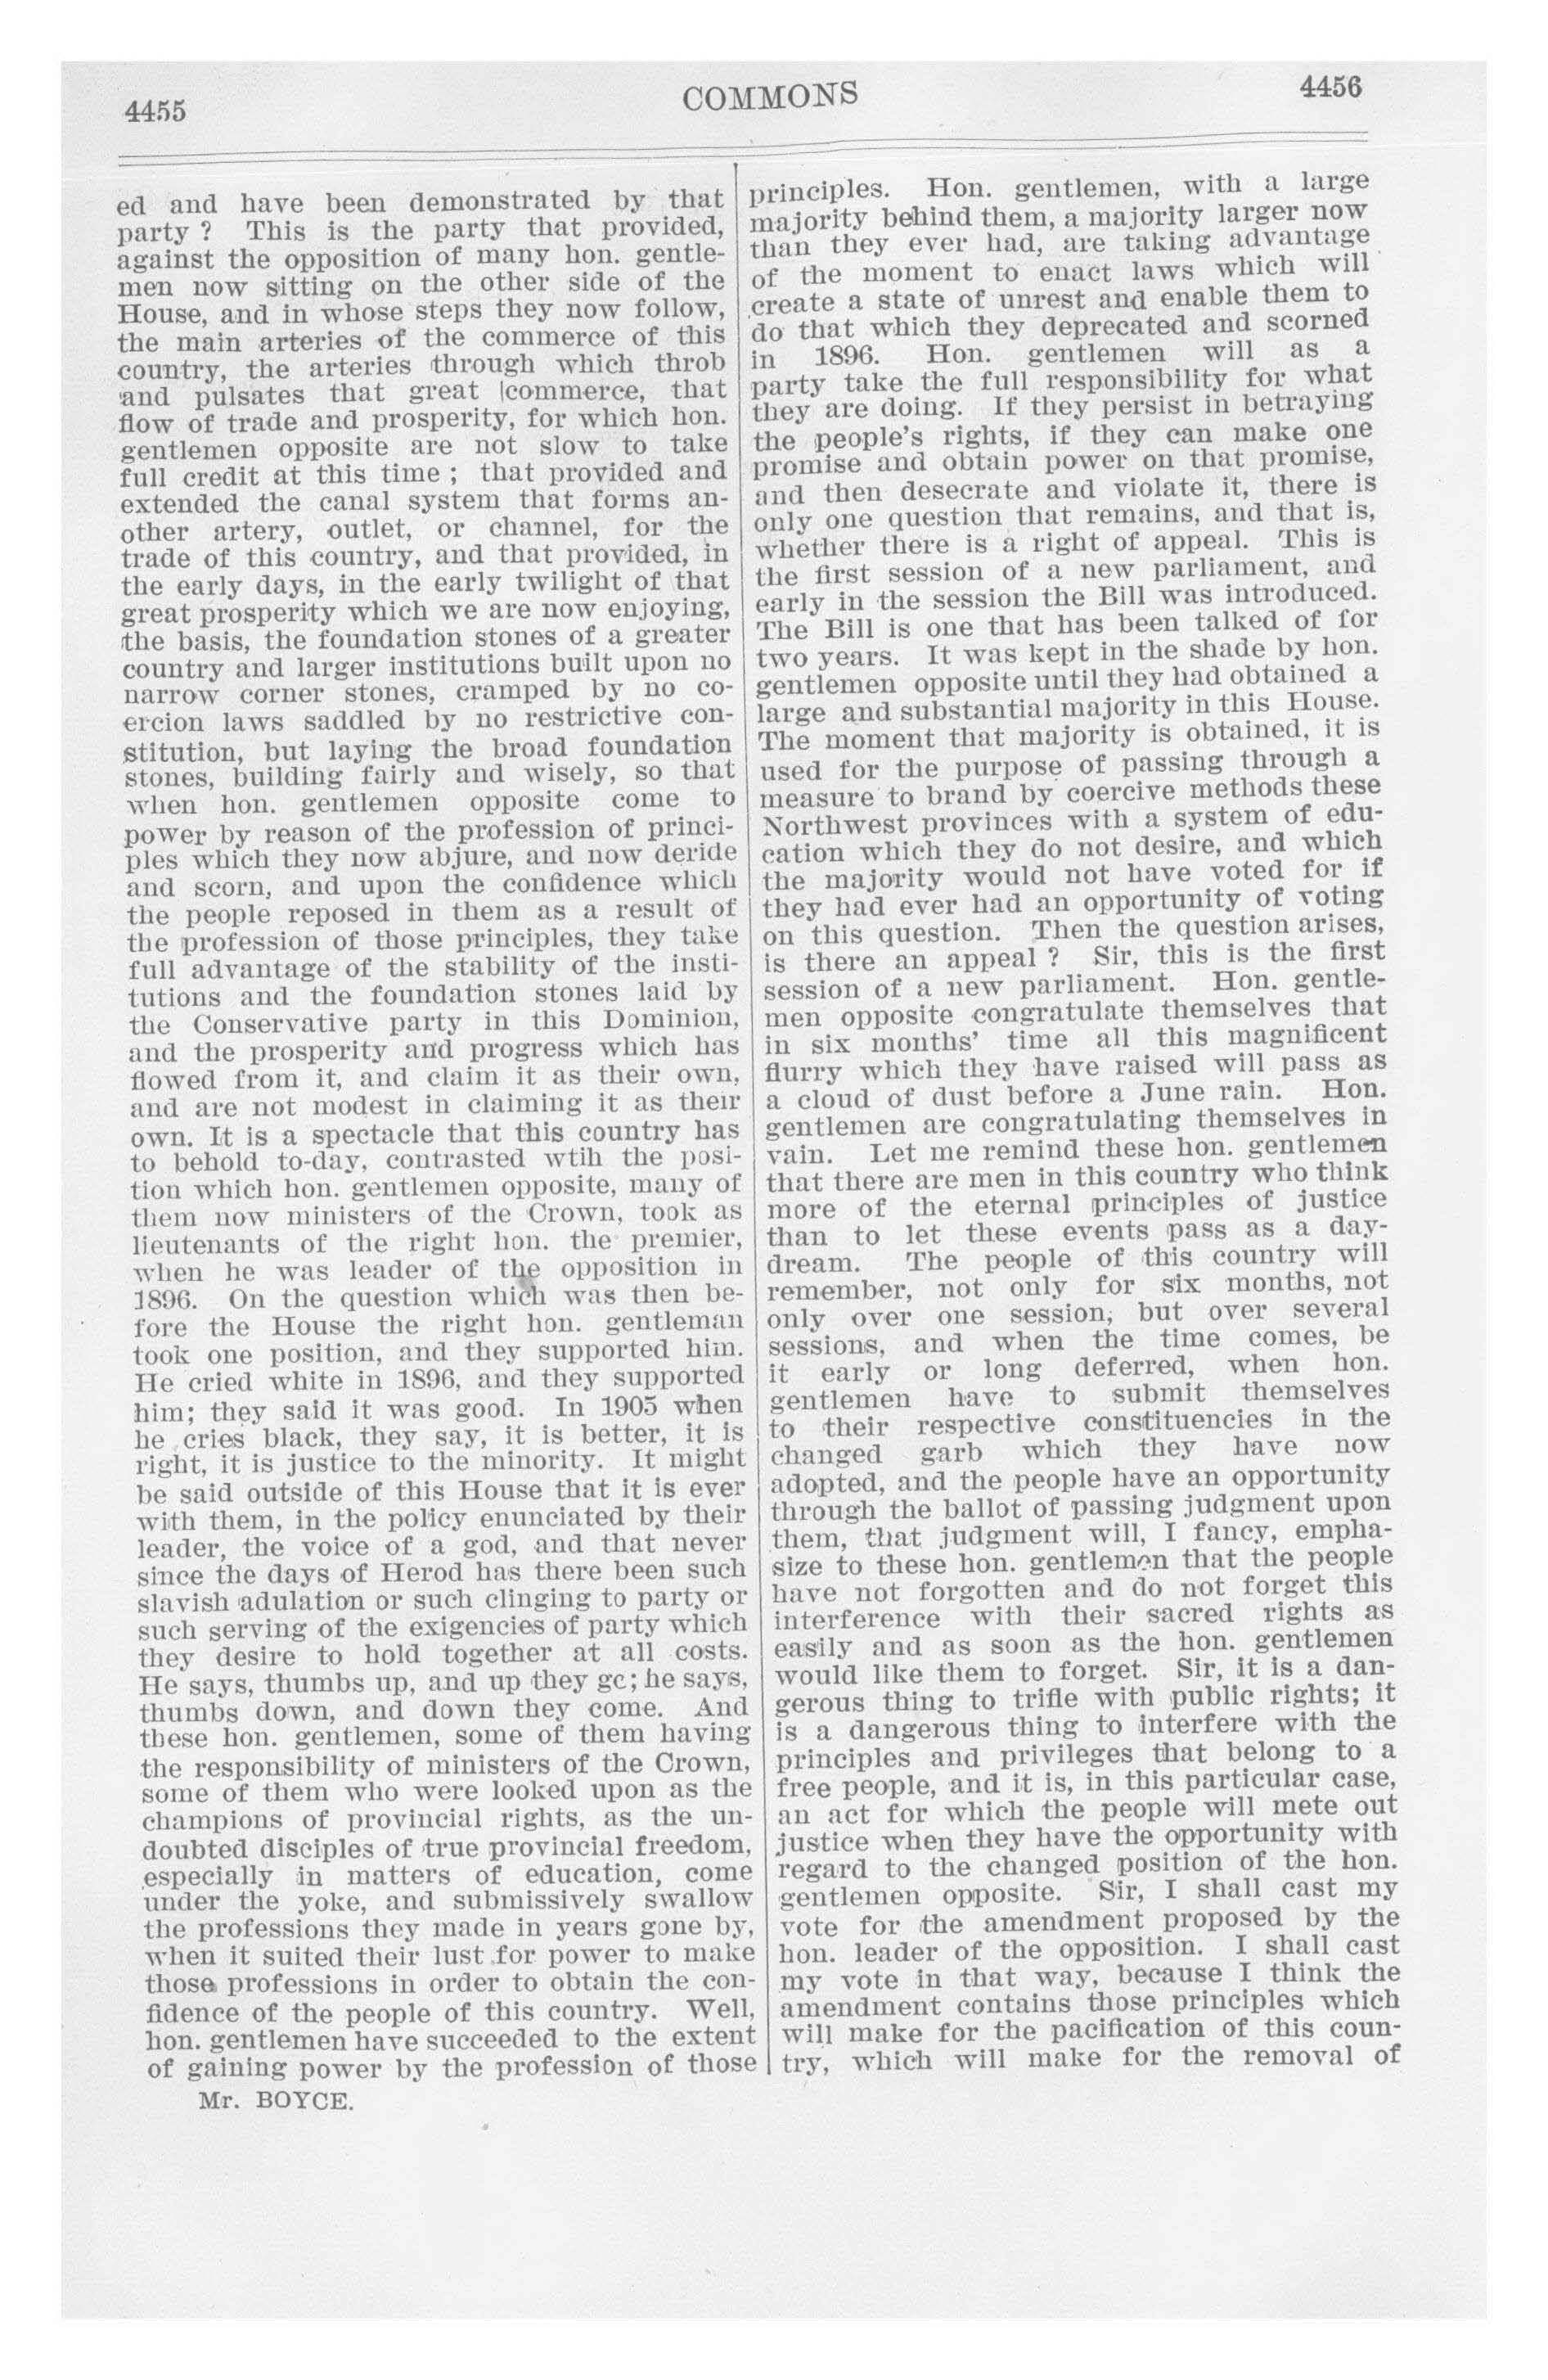 4455
COMMONS
4456
ed and have been demonstrated by that
party ? This is the party that provided,
against the opposition of many hon. gentle-
men now sitting on the other side of the
House, and in whose steps they now follow,
the main arteries of the commerce of this
country, the arteries through which throb
and pulsates that great commerce, that
flow of trade and prosperity, for which hon.
gentlemen opposite are not slow to take
full credit at this time ; that provided and
extended the canal system that forms an-
other artery, outlet, or channel, for the
trade of this country, and that provided, in
the early days, in the early twilight of that
great prosperity which we are now enjoying,
the basis, the foundation stones of a greater
country and larger institutions built upon no
narrow corner stones, cramped by no co-
ercion laws saddled by no restrictive con-
stitution, but laying the broad foundation
stones, building fairly and wisely, so that
when hon. gentlemen opposite come to
power by reason of the profession of princi-
ples which they now abjure, and now deride
and scorn, and upon the confidence which
the people reposed in them as a result of
the profession of those principles, they take
full advantage of the stability of the insti-
tutions and the foundation stones laid by
the Conservative party in this Dominion,
and the prosperity and progress which has
flowed from it, and claim it as their own,
and are not modest in claiming it as their
own. It is a spectacle that this country has
to behold to-day, contrasted wtih the posi-
tion which hon. gentlemen opposite, many of
them now ministers of the Crown, took as
lieutenants of the right hon. the premier,
when he was leader of the opposition in
1896. On the question which was then be-
fore the House the right hon. gentleman
took one position, and they supported him.
He cried white in 1896, and they supported
him; they said it was good. In 1905 when
he cries black, they say, it is better, it is
right, it is justice to the minority. It might
be said outside of this House that it is ever
with them, in the policy enunciated by their
leader, the voice of a god, and that never
since the days of Herod has there been such
slavish adulation or such clinging to party or
such serving of the exigencies of party which
they desire to hold together at all costs.
He says, thumbs up, and up they go; he says,
thumbs down, and down they come. And
these hon. gentlemen, some of them having
the responsibility of ministers of the Crown,
some of them who were looked upon as the
champions of provincial rights, as the un-
doubted disciples of true provincial freedom,
especially in matters of education, come
under the yoke, and submissively swallow
the professions they made in years gone by,
when it suited their lust for power to make
those professions in order to obtain the con-
fidence of the people of this country. Well,
hon. gentlemen have succeeded to the extent
of gaining power by the profession of those
Mr. BOYCE.
principles. Hon. gentlemen, with a large
majority behind them, a majority larger now
than they ever had, are taking advantage
of the moment to enact laws which will
create a state of unrest and enable them to
do that which they deprecated and scorned
in 1896. Hon. gentlemen will as a
party take the full responsibility for what
they are doing. If they persist in betraying
the people's rights, if they can make one
promise and obtain power on that promise,
and then desecrate and violate it, there is
only one question that remains, and that is,
whether there is a right of appeal. This is
the first session of a new parliament, and
early in the session the Bill was introduced.
The Bill is one that has been talked of for
two years. It was kept in the shade by hon.
gentlemen opposite until they had obtained a
large and substantial majority in this House.
The moment that majority is obtained, it is
used for the purpose of passing through a
measure to brand by coercive methods these
Northwest provinces with a system of edu-
cation which they do not desire, and which
the majority would not have voted for if
they had ever had an opportunity of voting
on this question. Then the question arises,
is there an appeal ? Sir, this is the first
session of a new parliament. Hon. gentle-
men opposite congratulate themselves that
in six months' time all this magnificent
flurry which they have raised will pass as
a cloud of dust before a June rain. Hon.
gentlemen are congratulating themselves in
vain. Let me remind these hon. gentlemen
that there are men in this country who think
more of the eternal principles of justice
than to let these events pass as a day-
dream. The people of this country will
remember, not only for six months, not
only over one session, but over several
sessions, and when the time comes, be
it early or long deferred, when hon.
gentlemen have to submit themselves
to their respective constituencies in the
changed garb which they have now
adopted, and the people have an opportunity
through the ballot of passing judgment upon
them, that judgment will, I fancy, empha-
size to these hon. gentlemen that the people
have not forgotten and do not forget this
interference with their sacred rights as
easily and as soon as the hon. gentlemen
would like them to forget. Sir, it is a dan-
gerous thing to trifle with public rights; it
is a dangerous thing to interfere with the
principles and privileges that belong to a
free people, and it is, in this particular case,
an act for which the people will mete out
justice when they have the opportunity with
regard to the changed position of the hon.
gentlemen opposite. Sir, I shall cast my
vote for the amendment proposed by the
hon. leader of the opposition. I shall cast
my vote in that way, because I think the
amendment contains those principles which
will make for the pacification of this coun-
try, which will make for the removal of